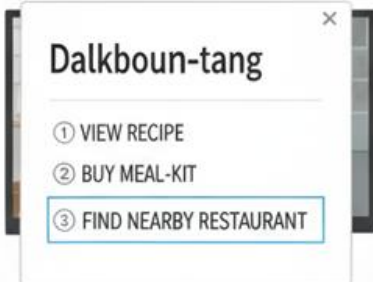 ×
Dalkboun-tang
① VIEW RECIPE
② BUY MEAL-KIT
③ FIND NEARBY RESTAURANT